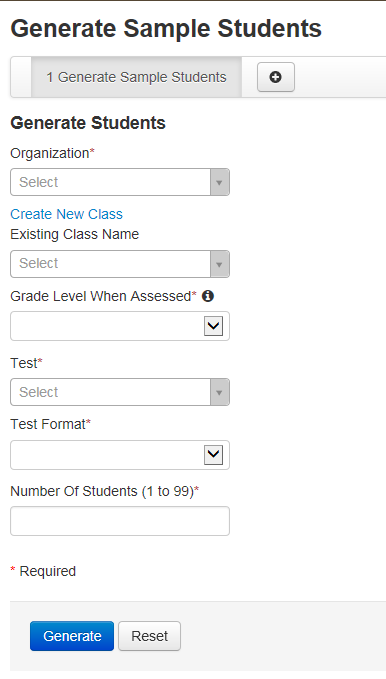 Generate Sample Students
1 Generate Sample Students
Generate Students
Organization*
Select
Create New Class
Existing Class Name
Select
Grade Level When Assessed*
Test*
Select
Test Format*
Number Of Students (1 to 99)*
* Required
Generate Reset